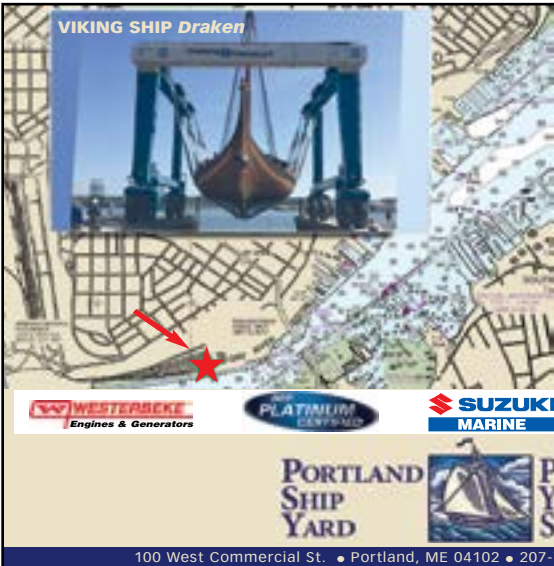 VIKING SHIP Draken
WESTERBEKE
Engines & Generators
PLATINUM
CERTIFIED
SUZUKI
MARINE
PORTLAND
SHIP
YARD
P
Y
S
100 West Commercial St. • Portland, ME 04102 • 207-